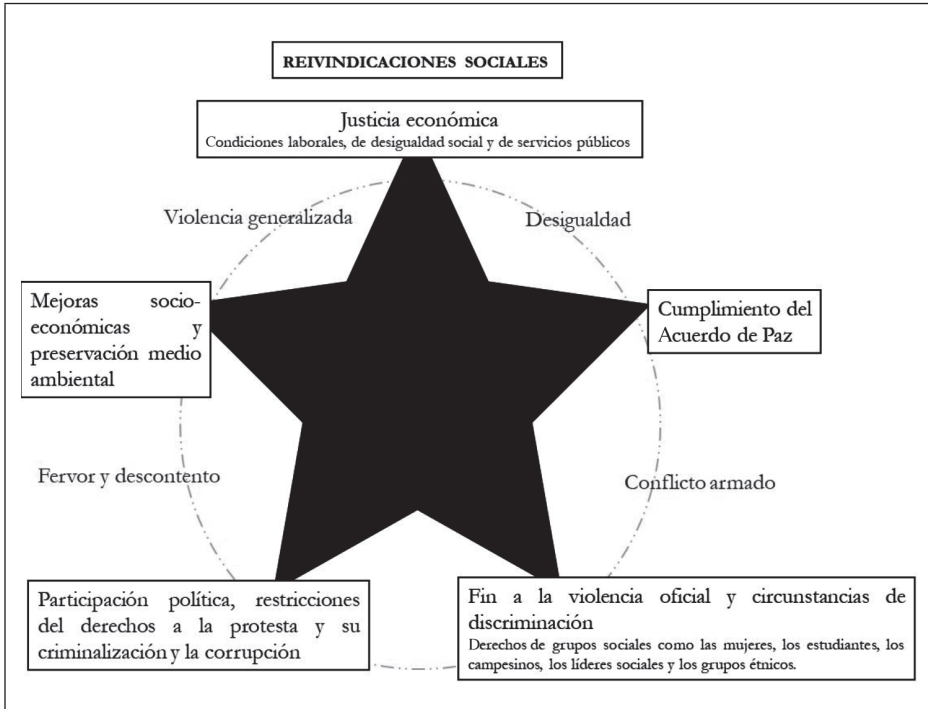 REIVINDICACIONES SOCIALES
Justicia económica
Condiciones laborales, de desigualdad social y de servicios públicos
Violencia generalizada
Desigualdad
Mejoras socio-
económicas y
preservación medio
ambiental
Cumplimiento del
Acuerdo de Paz
Fervor y descontento
Conflicto armado
Participación política, restricciones
del derechos a la protesta y su
criminalización y la corrupción
Fin a la violencia oficial y circunstancias de
discriminación
Derechos de grupos sociales como las mujeres, los estudiantes, los
campesinos, los líderes sociales y los grupos étnicos.